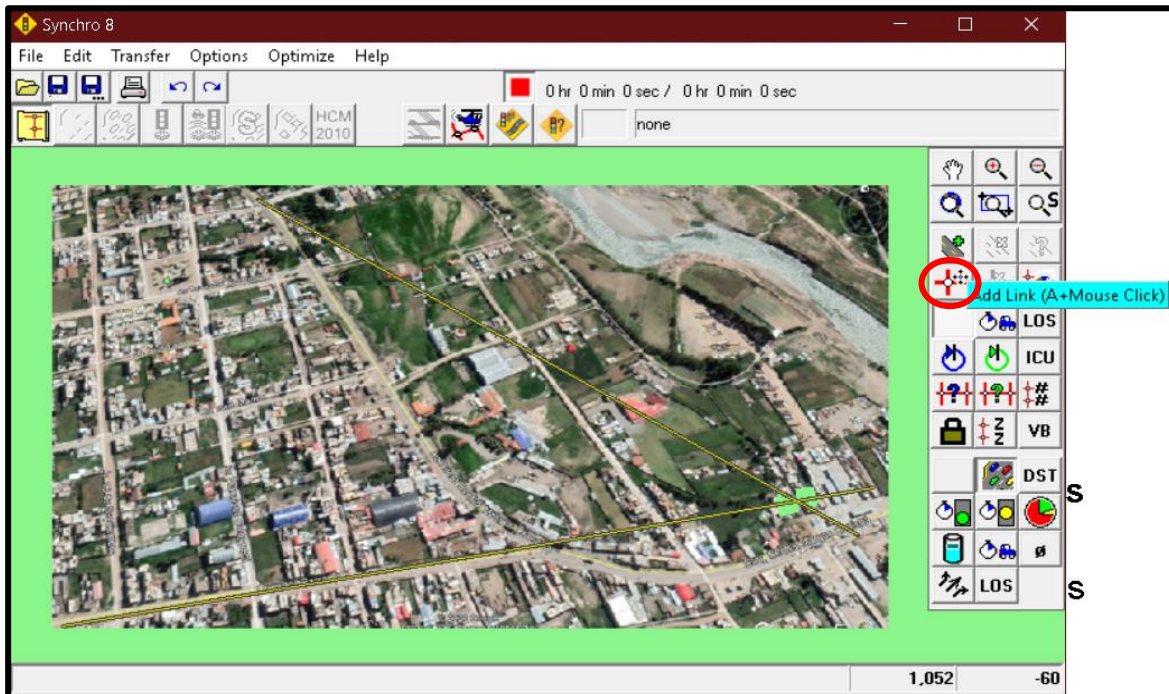 Synchro 8
File Edit Transfer Options Optimize Help
0 hr 0 min 0 sec / 0 hr 0 min 0 sec
HCM
2010
none
S
Add Link (A+Mouse Click)
LOS
ICU
#
#
Z
Z
VB
DST
S
ø
LOS
S
1,052 -60